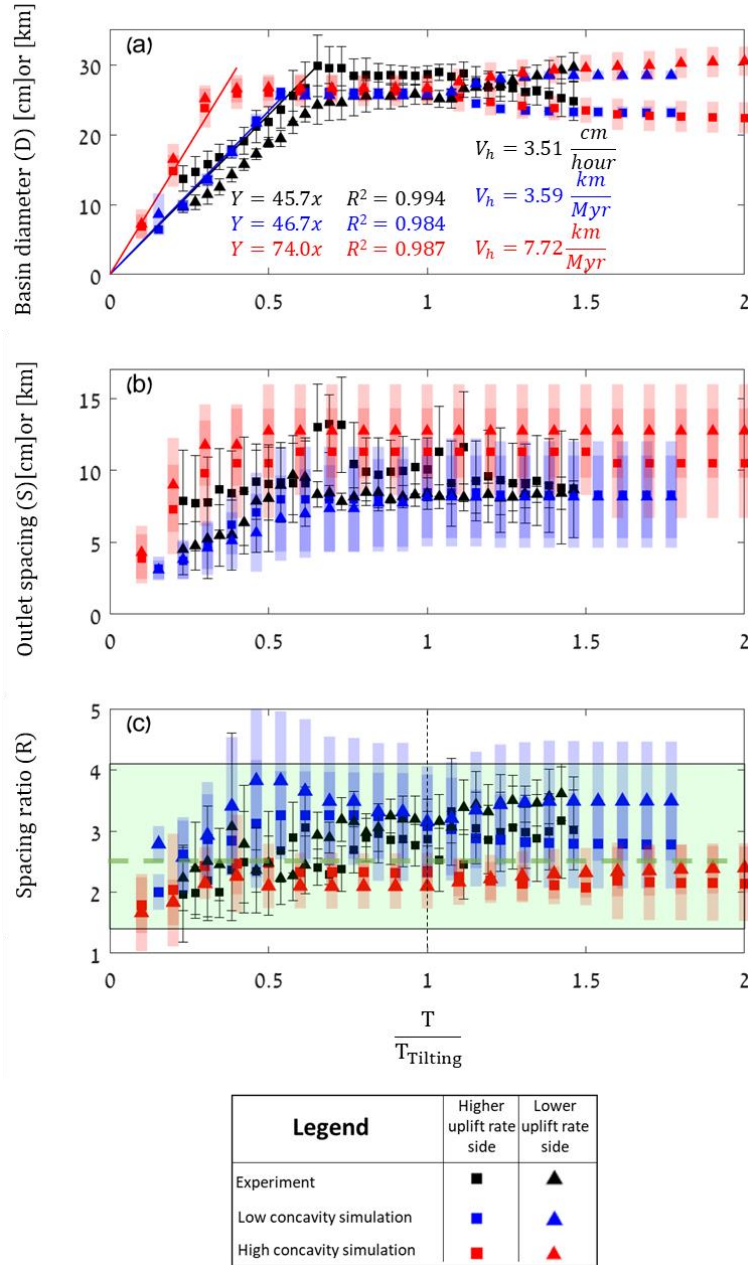 (a)
Basin diameter (D) [cm]or [km]
30
20
10
0
V_h = 3.51 cm/hour
Y = 45.7x R² = 0.994
V_h = 3.59 km/Myr
Y = 46.7x R² = 0.984
Y = 74.0x R² = 0.987
V_h = 7.72 km/Myr
0 0.5 1 1.5 2
(b)
Outlet spacing (S)[cm]or [km]
15
10
5
0
0 0.5 1 1.5 2
(c)
Spacing ratio (R)
5
4
3
2
1
0 0.5 1 1.5 2
T
T_Tilting
Legend
Higher uplift rate side
Lower uplift rate side
Experiment
Low concavity simulation
High concavity simulation